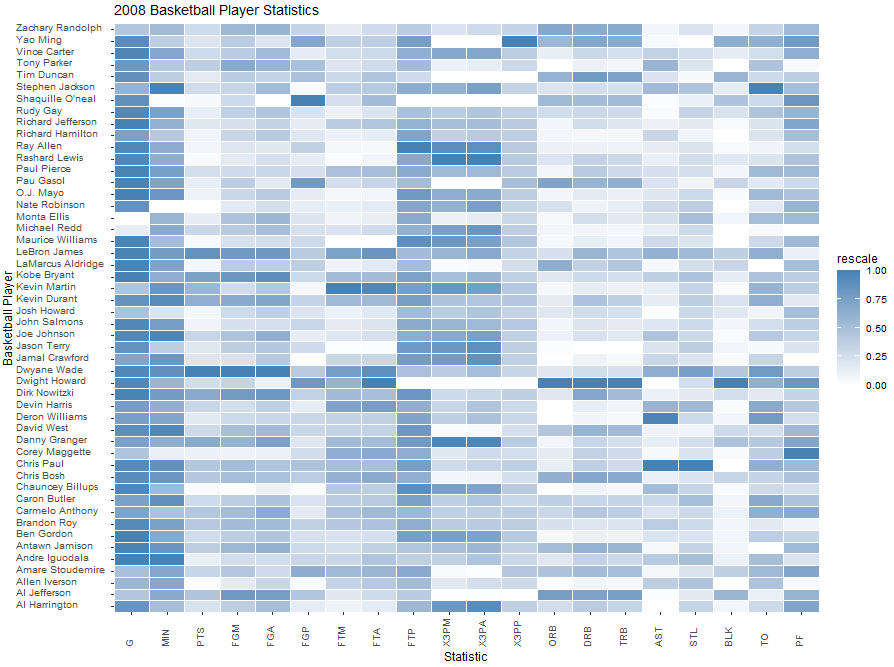 2008 Basketball Player Statistics
Basketball Player
Zachary Randolph
Yao Ming
Vince Carter
Tony Parker
Tim Duncan
Stephen Jackson
Shaquille O'neal
Rudy Gay
Richard Jefferson
Richard Hamilton
Ray Allen
Rashard Lewis
Paul Pierce
Pau Gasol
O.J. Mayo
Nate Robinson
Monta Ellis
Michael Redd
Maurice Williams
LeBron James
LaMarcus Aldridge
Kobe Bryant
Kevin Martin
Kevin Durant
Josh Howard
John Salmons
Joe Johnson
Jason Terry
Jamal Crawford
Dwyane Wade
Dwight Howard
Dirk Nowitzki
Devin Harris
Deron Williams
David West
Danny Granger
Corey Maggette
Chris Paul
Chris Bosh
Chauncey Billups
Caron Butler
Carmelo Anthony
Brandon Roy
Ben Gordon
Antawn Jamison
Andre Iguodala
Amare Stoudemire
Allen Iverson
Al Jefferson
Al Harrington
G MIN PTS FGM FGA FGP FTM FTA FTP X3PM X3PA X3PP ORB DRB TRB AST STL BLK TO PF
Statistic
rescale
1.00
0.75
0.50
0.25
0.00